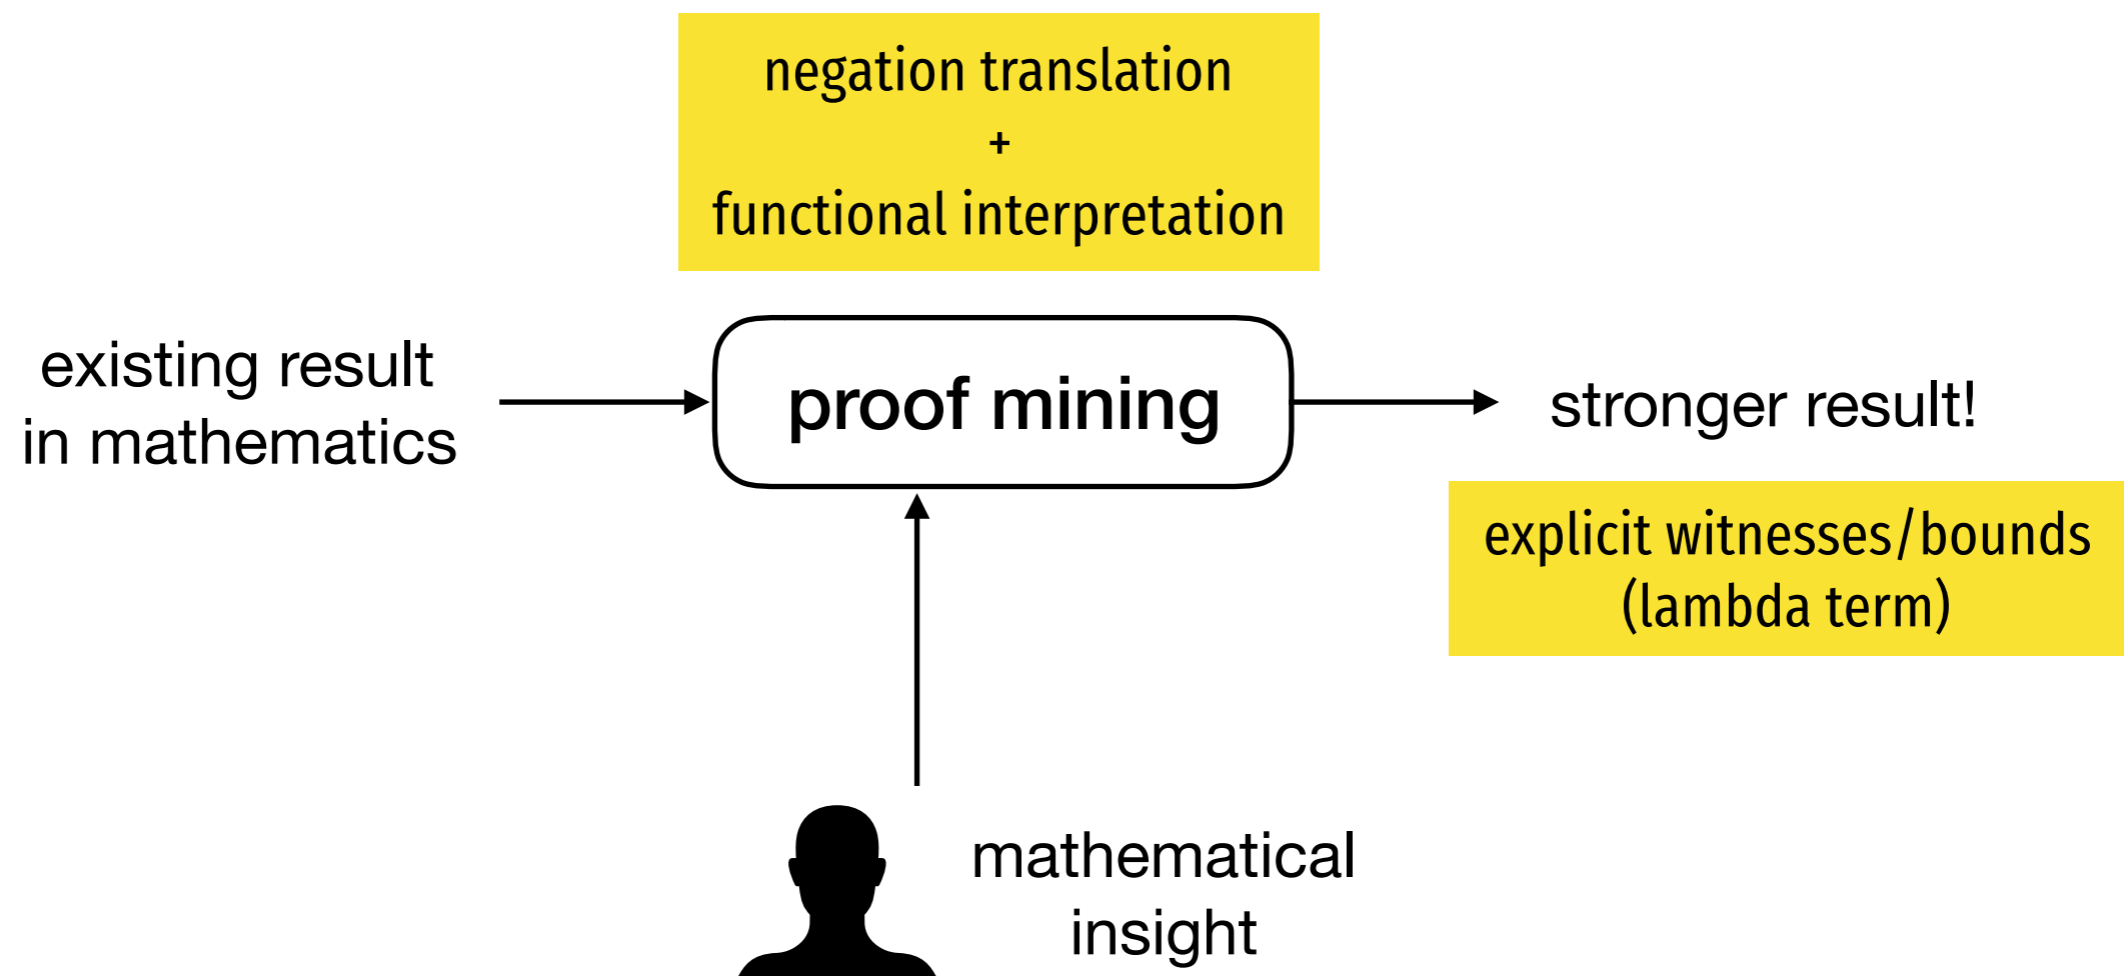 negation translation
+
functional interpretation
existing result
in mathematics
proof mining
stronger result!
explicit witnesses/bounds
(lambda term)
mathematical
insight